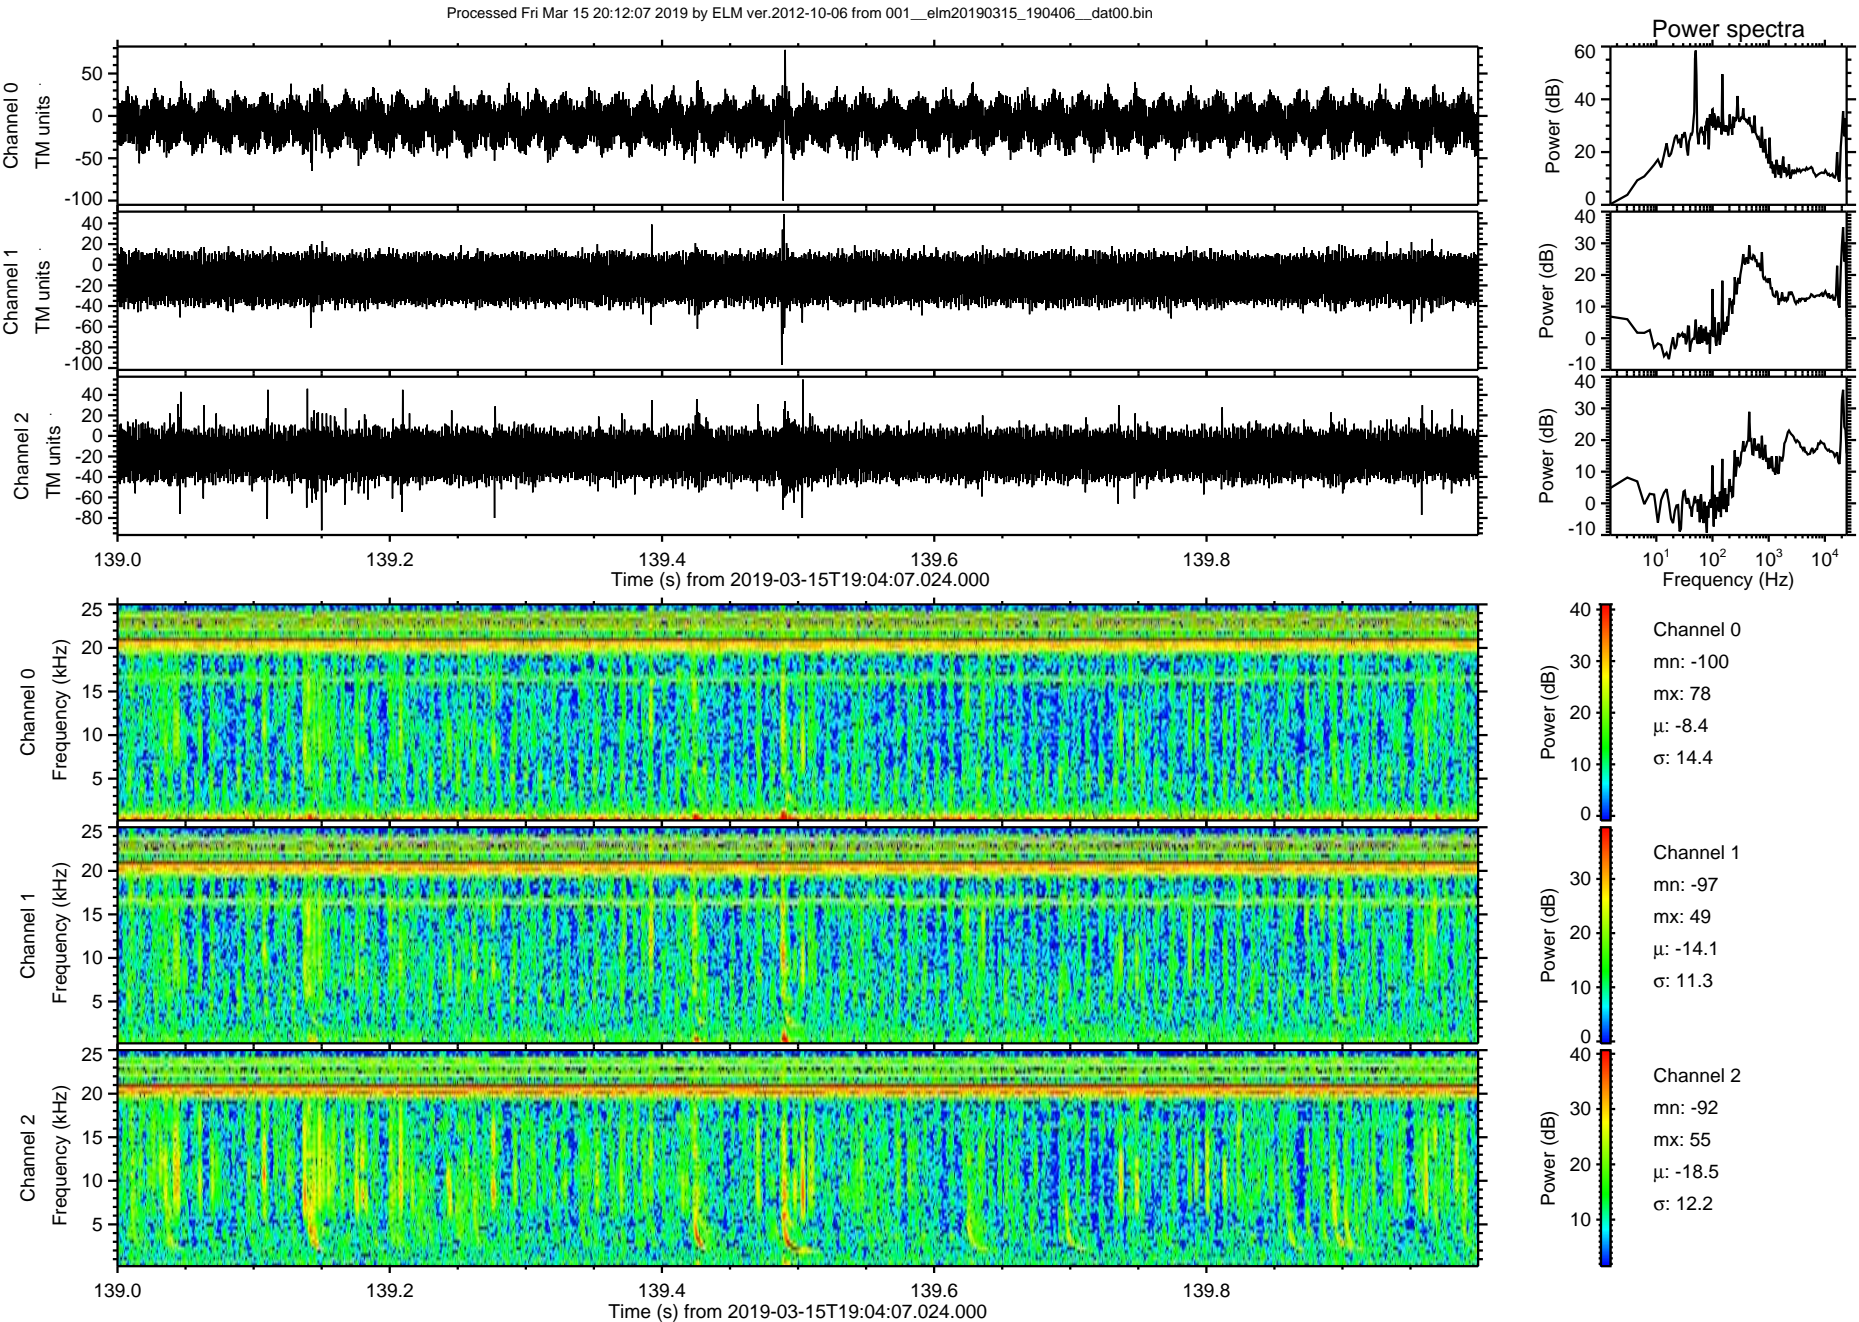 Processed Fri Mar 15 20:12:07 2019 by ELM ver.2012-10-06 from 001__elm20190315_190406__dat00.bin
Power spectra
Channel 0
TM units
50
0
-50
-100
Power (dB)
60
40
20
0
Channel 1
TM units
40
20
0
-20
-40
-60
-80
-100
Power (dB)
40
30
20
10
0
-10
Channel 2
TM units
40
20
0
-20
-40
-60
-80
Power (dB)
40
30
20
10
0
-10
139.0 139.2 139.4 139.6 139.8
Time (s) from 2019-03-15T19:04:07.024.000
10^1 10^2 10^3 10^4
Frequency (Hz)
Channel 0
Frequency (kHz)
25
20
15
10
5
Power (dB)
40
30
20
10
0
Channel 0
mn: -100
mx: 78
μ: -8.4
σ: 14.4
Channel 1
Frequency (kHz)
25
20
15
10
5
Power (dB)
30
20
10
0
Channel 1
mn: -97
mx: 49
μ: -14.1
σ: 11.3
Channel 2
Frequency (kHz)
25
20
15
10
5
Power (dB)
40
30
20
10
Channel 2
mn: -92
mx: 55
μ: -18.5
σ: 12.2
139.0 139.2 139.4 139.6 139.8
Time (s) from 2019-03-15T19:04:07.024.000